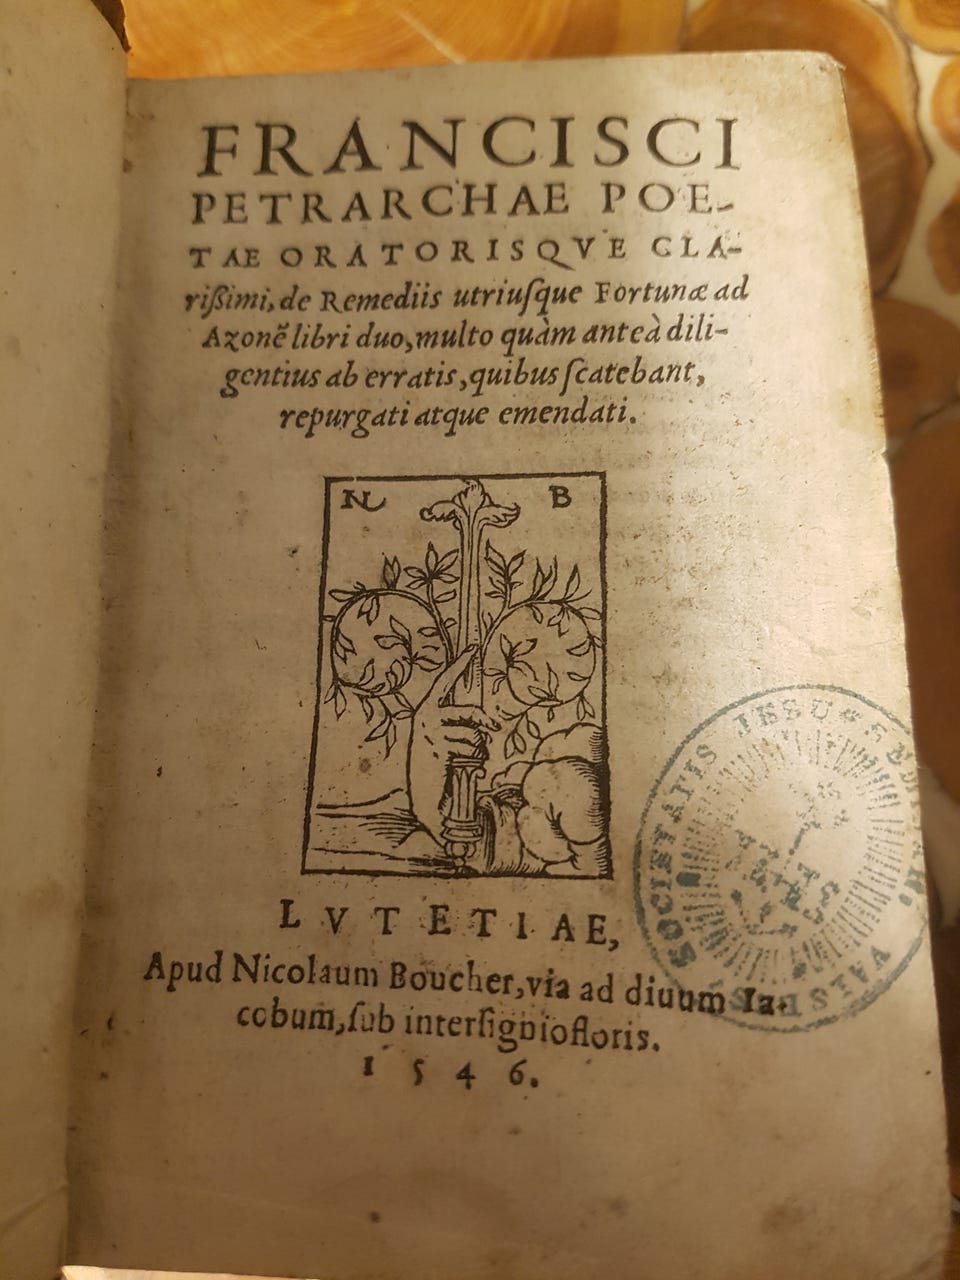 FRANCISCI
PETRARCHAE POE-
TAE ORATORISQVE CLA-
rißimi, de Remediis utriusque Fortunæ ad
Azonē libri duo, multo quàm anteà dili-
gentius ab erratis, quibus ſcatebant,
repurgati atque emendati.
N B
LVTETIAE,
Apud Nicolaum Boucher, via ad diuum Ia-
cobum, ſub interſignio floris.
1546.
SOCIETATIS JESU